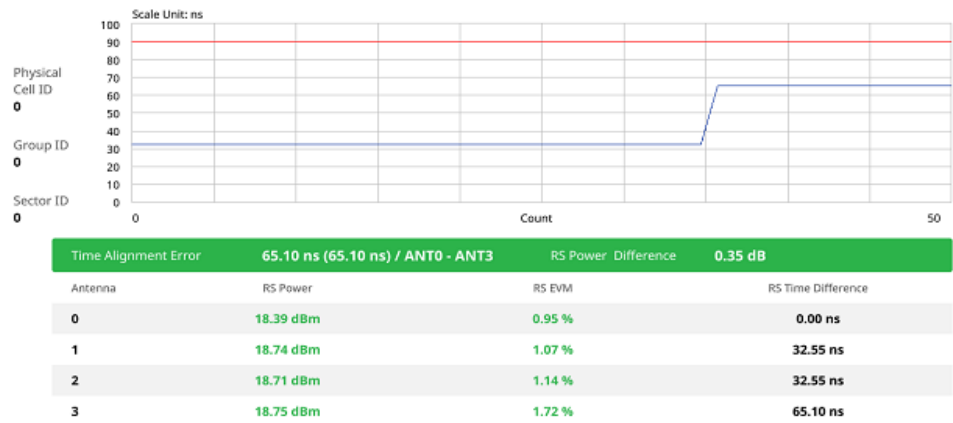 Scale Unit: ns
100
90
80
70
60
50
40
30
20
10
0
Physical
Cell ID
0
Group ID
0
Sector ID
0
0 Count 50
Time Alignment Error 65.10 ns (65.10 ns) / ANT0 - ANT3 RS Power Difference 0.35 dB
Antenna RS Power RS EVM RS Time Difference
0 18.39 dBm 0.95 % 0.00 ns
1 18.74 dBm 1.07 % 32.55 ns
2 18.71 dBm 1.14 % 32.55 ns
3 18.75 dBm 1.72 % 65.10 ns